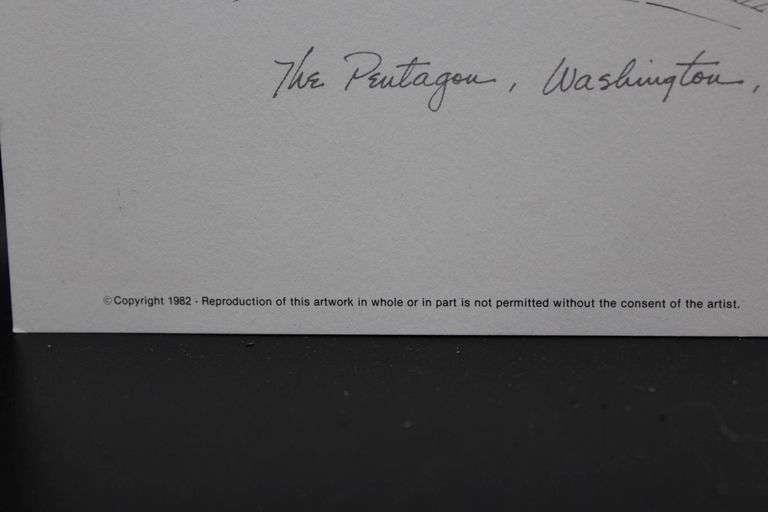 The Pentagon, Washington,
©Copyright 1982 - Reproduction of this artwork in whole or in part is not permitted without the consent of the artist.